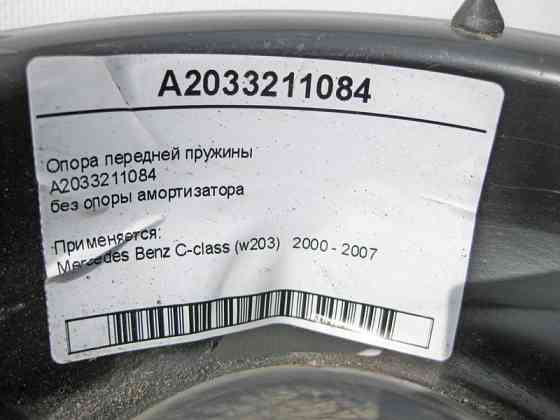 A2033211084
Опора передней пружины
A2033211084
без опоры амортизатора
Применяется:
Mercedes Benz C-class (w203) 2000 - 2007